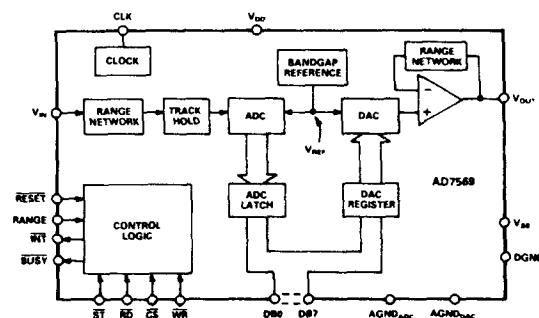 CLK
VDD
CLOCK
BANDGAP
REFERENCE
RANGE
NETWORK
VIN
RANGE
NETWORK
TRACK
HOLD
ADC
DAC
VREF
VOUT
AD7569
RESET
RANGE
INT
BUSY
CONTROL
LOGIC
ADC
LATCH
DAC
REGISTER
VSS
DGND
ST
RD
CS
WR
DB0
DB7
AGNDADC
AGNDDAC